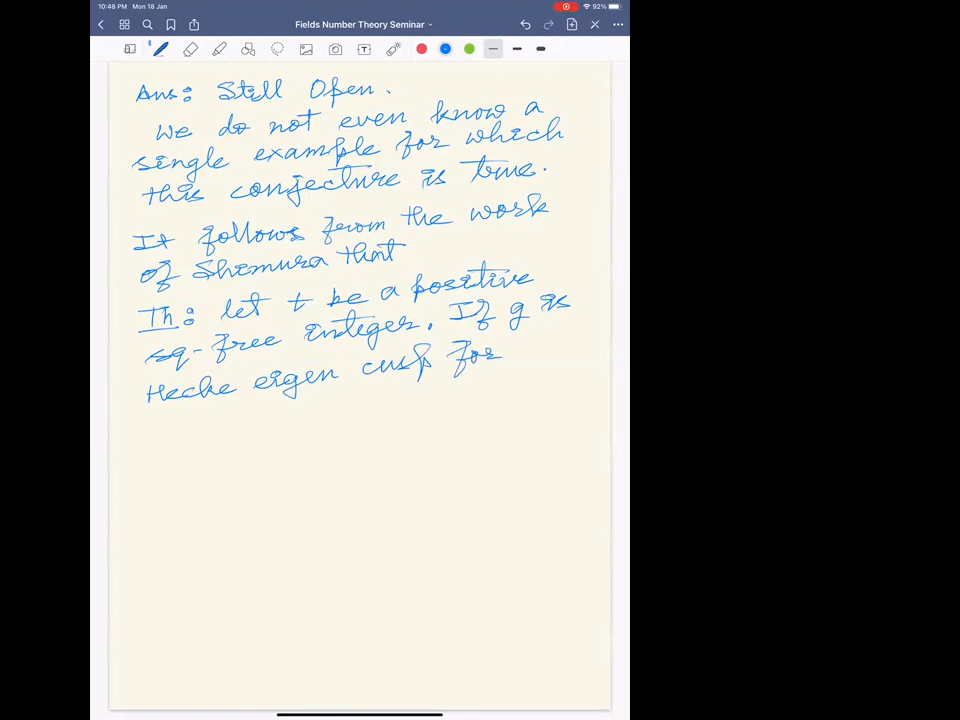 10:48 PM Mon 18 Jan
92%
Fields Number Theory Seminar
Ans: Still Open.
We do not even know a
single example for which
this conjecture is true.
It follows from the work
of Shimura that
Th: let t be a positive
sq-free integer. If g is
Hecke eigen cusp for